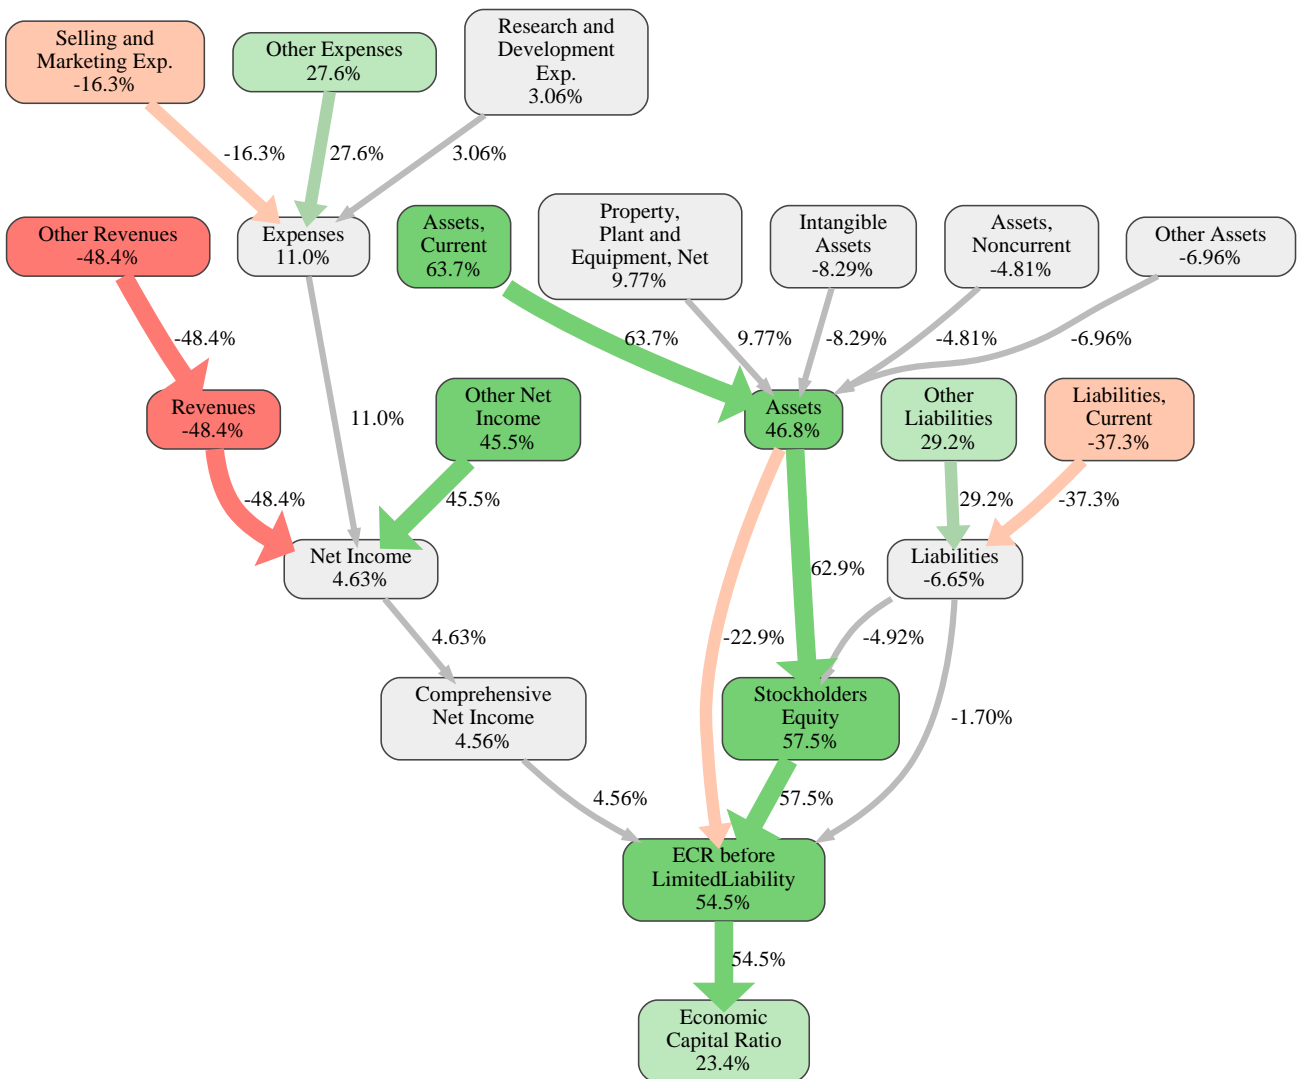 Selling and
Marketing Exp.
-16.3%
Other Expenses
27.6%
Research and
Development
Exp.
3.06%
-16.3%
27.6%
3.06%
Other Revenues
-48.4%
Expenses
11.0%
Assets,
Current
63.7%
Property,
Plant and
Equipment, Net
9.77%
Intangible
Assets
-8.29%
Assets,
Noncurrent
-4.81%
Other Assets
-6.96%
-48.4%
63.7%
9.77%
-8.29%
-4.81%
-6.96%
Revenues
-48.4%
11.0%
Other Net
Income
45.5%
Assets
46.8%
Other
Liabilities
29.2%
Liabilities,
Current
-37.3%
-48.4%
45.5%
29.2%
-37.3%
Net Income
4.63%
62.9%
Liabilities
-6.65%
4.63%
-22.9%
-4.92%
Comprehensive
Net Income
4.56%
Stockholders
Equity
57.5%
-1.70%
4.56%
57.5%
ECR before
LimitedLiability
54.5%
54.5%
Economic
Capital Ratio
23.4%